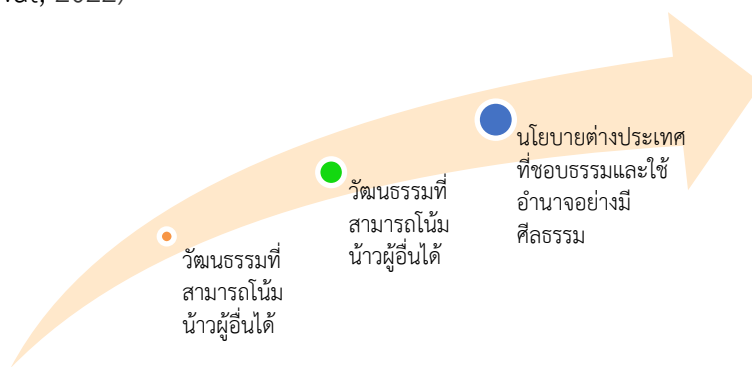 2022)
วัฒนธรรมที่
สามารถโน้ม
น้าวผู้อื่นได้
วัฒนธรรมที่
สามารถโน้ม
น้าวผู้อื่นได้
นโยบายต่างประเทศ
ที่ชอบธรรมและใช้
อำนาจอย่างมี
ศีลธรรม